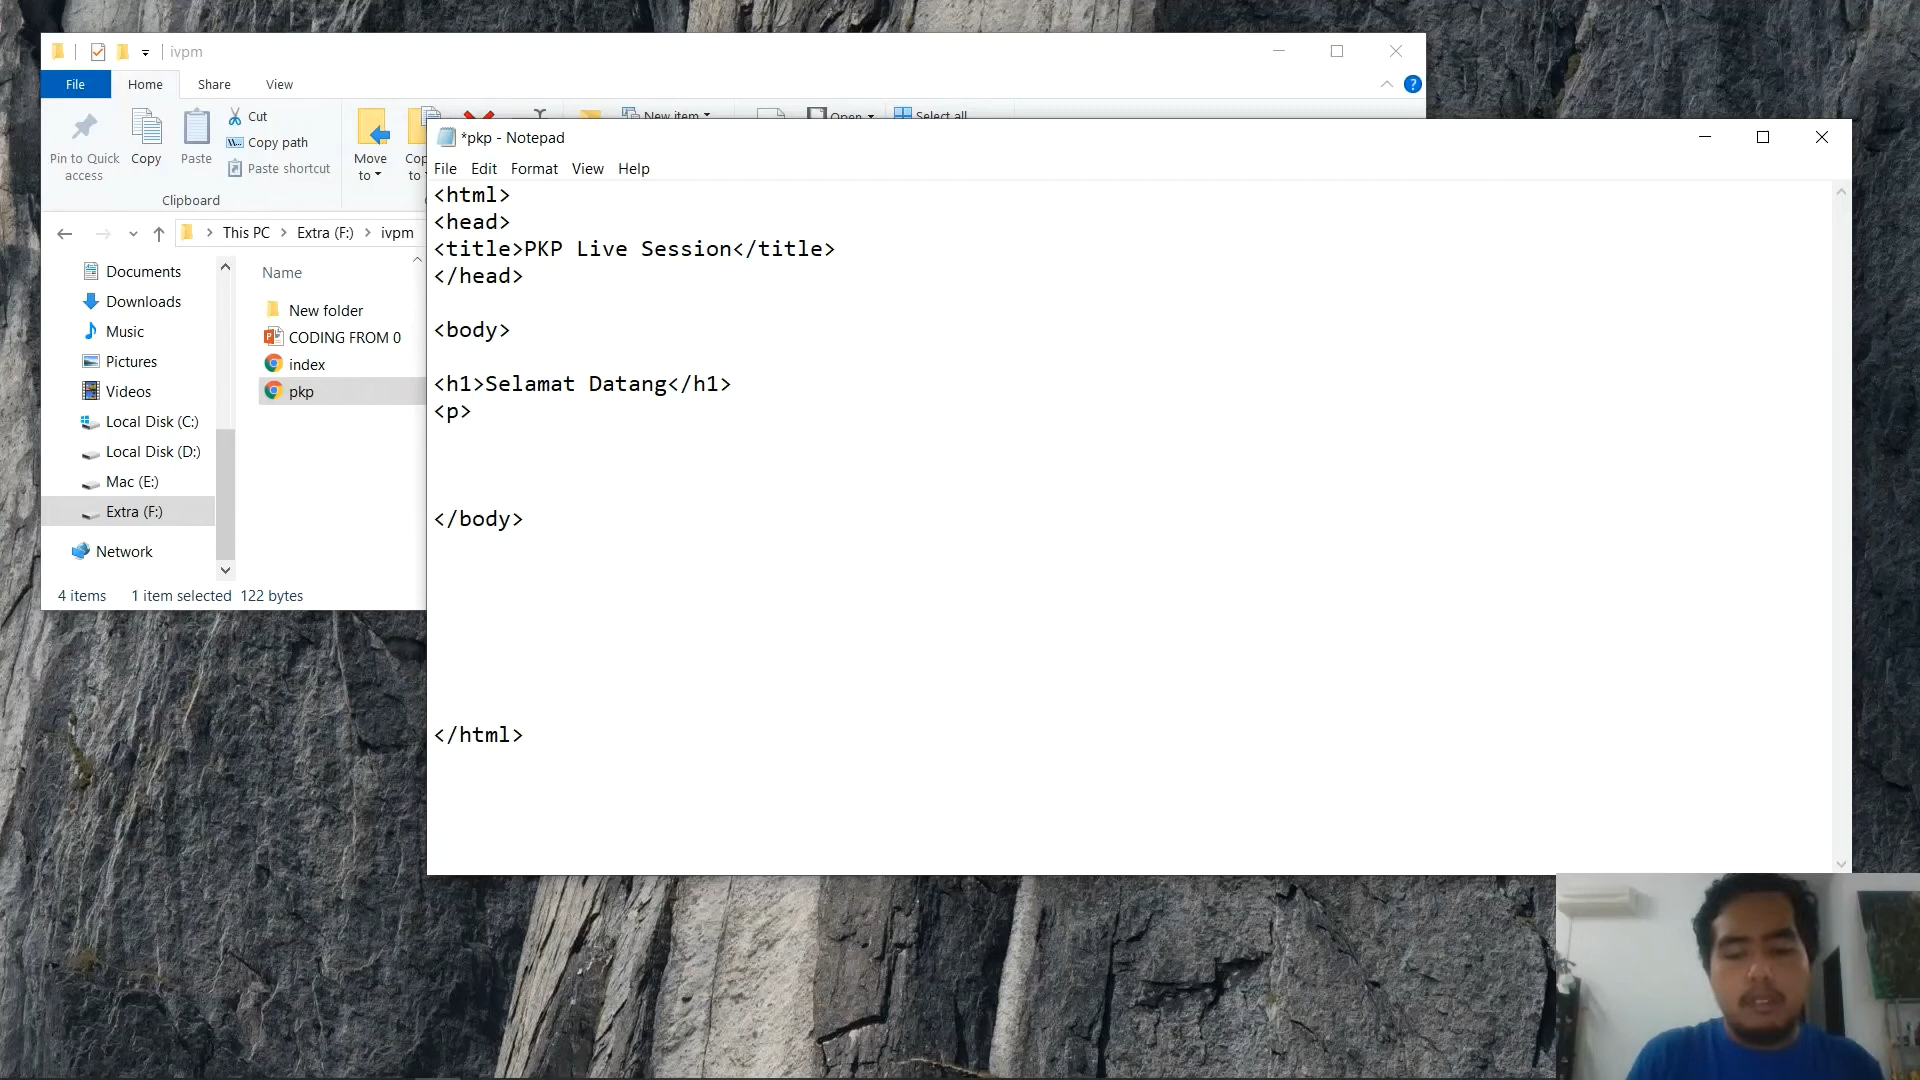 ivpm
File Home Share View
Pin to Quick access
Copy
Paste
Cut
Copy path
Paste shortcut
Clipboard
Move to
New item
Open
Select all
This PC > Extra (F:) > ivpm
Documents
Downloads
Music
Pictures
Videos
Local Disk (C:)
Local Disk (D:)
Mac (E:)
Extra (F:)
Network
Name
New folder
CODING FROM 0
index
pkp
4 items 1 item selected 122 bytes
*pkp - Notepad
File Edit Format View Help
<html>
<head>
<title>PKP Live Session</title>
</head>
<body>
<h1>Selamat Datang</h1>
<p>
</body>
</html>